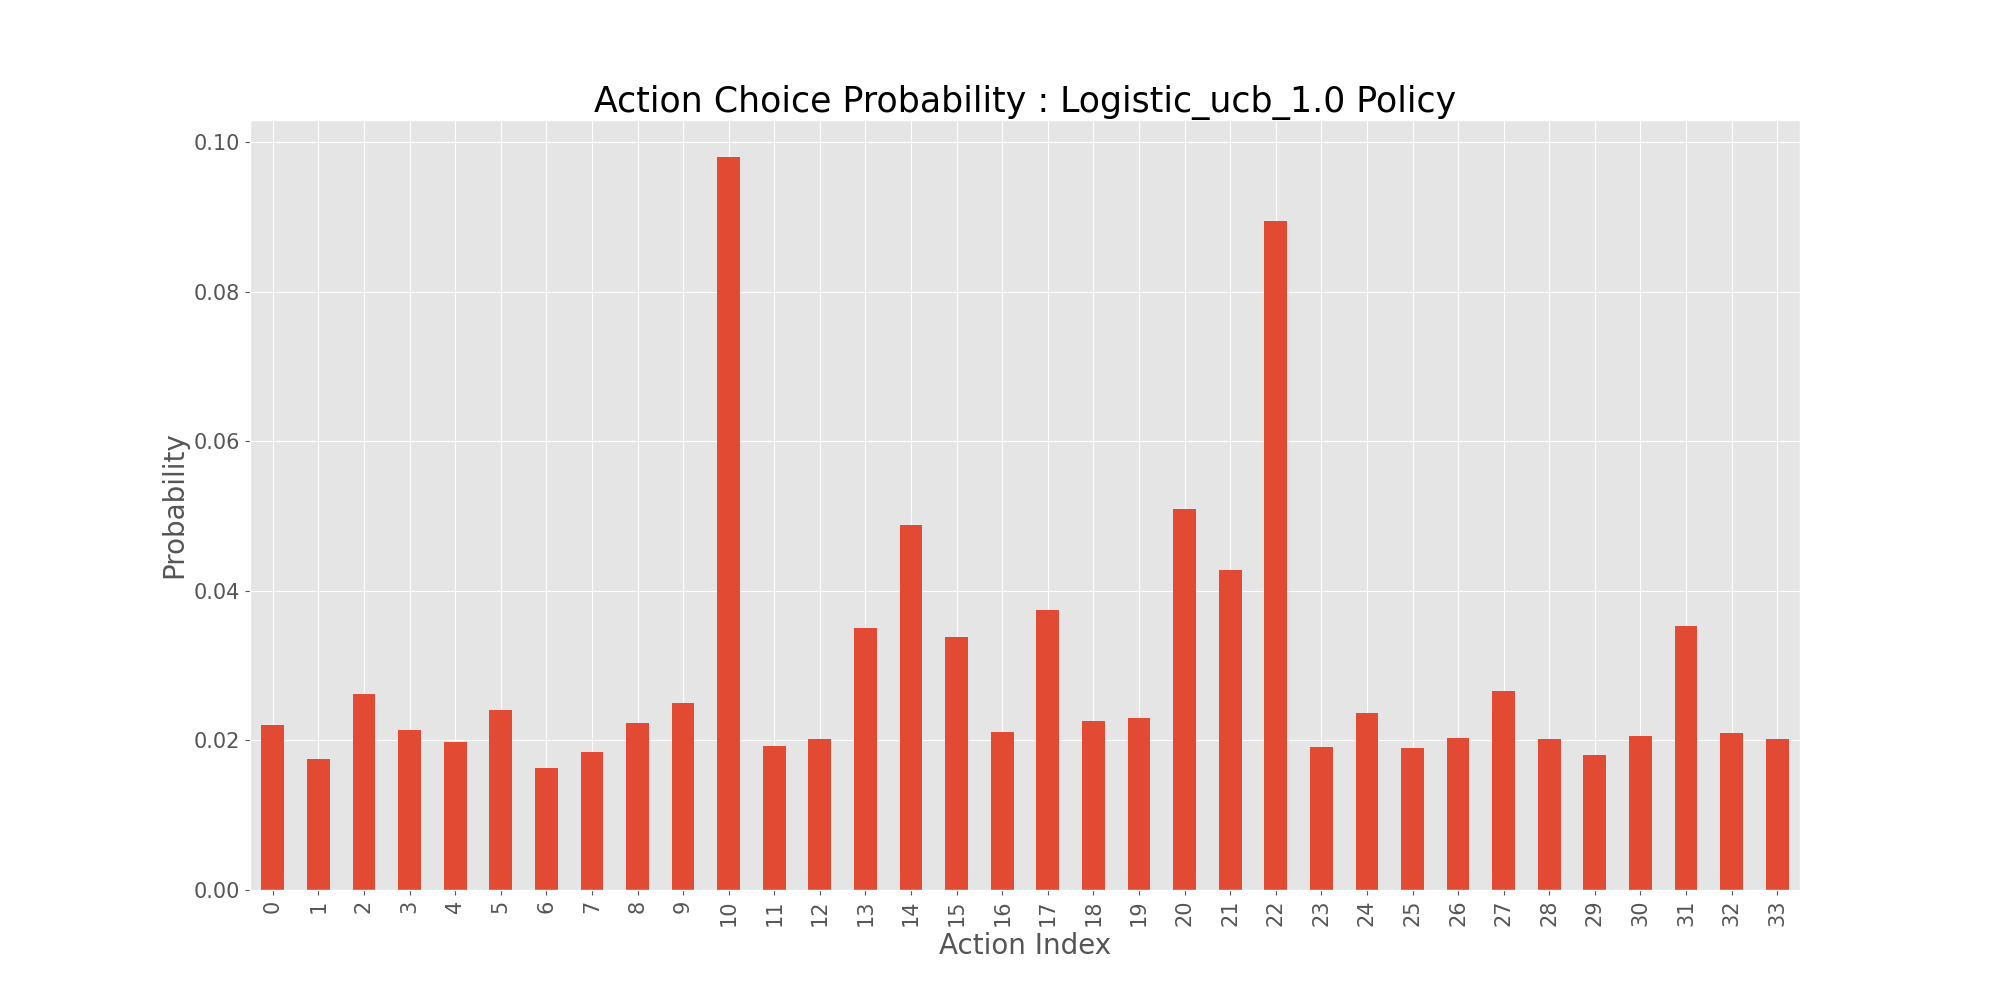 Action Choice Probability : Logistic_ucb_1.0 Policy
0.10
0.08
0.06
0.04
0.02
0.00
Probability
0 1 2 3 4 5 6 7 8 9 10 11 12 13 14 15 16 17 18 19 20 21 22 23 24 25 26 27 28 29 30 31 32 33
Action Index